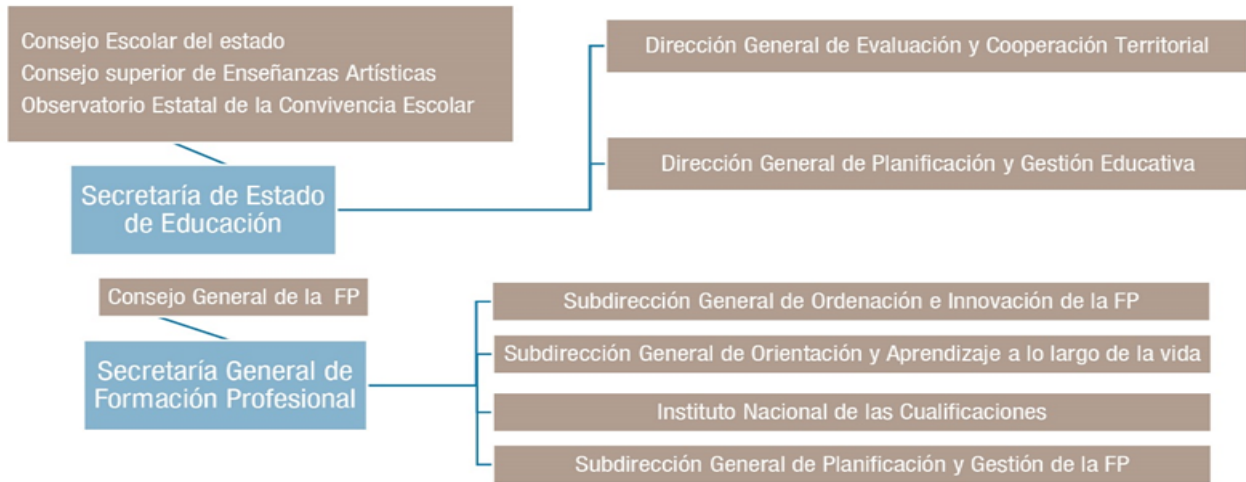 Consejo Escolar del estado
Consejo superior de Enseñanzas Artísticas
Observatorio Estatal de la Convivencia Escolar
Secretaría de Estado
de Educación
Dirección General de Evaluación y Cooperación Territorial
Dirección General de Planificación y Gestión Educativa
Consejo General de la FP
Secretaría General de
Formación Profesional
Subdirección General de Ordenación e Innovación de la FP
Subdirección General de Orientación y Aprendizaje a lo largo de la vida
Instituto Nacional de las Cualificaciones
Subdirección General de Planificación y Gestión de la FP